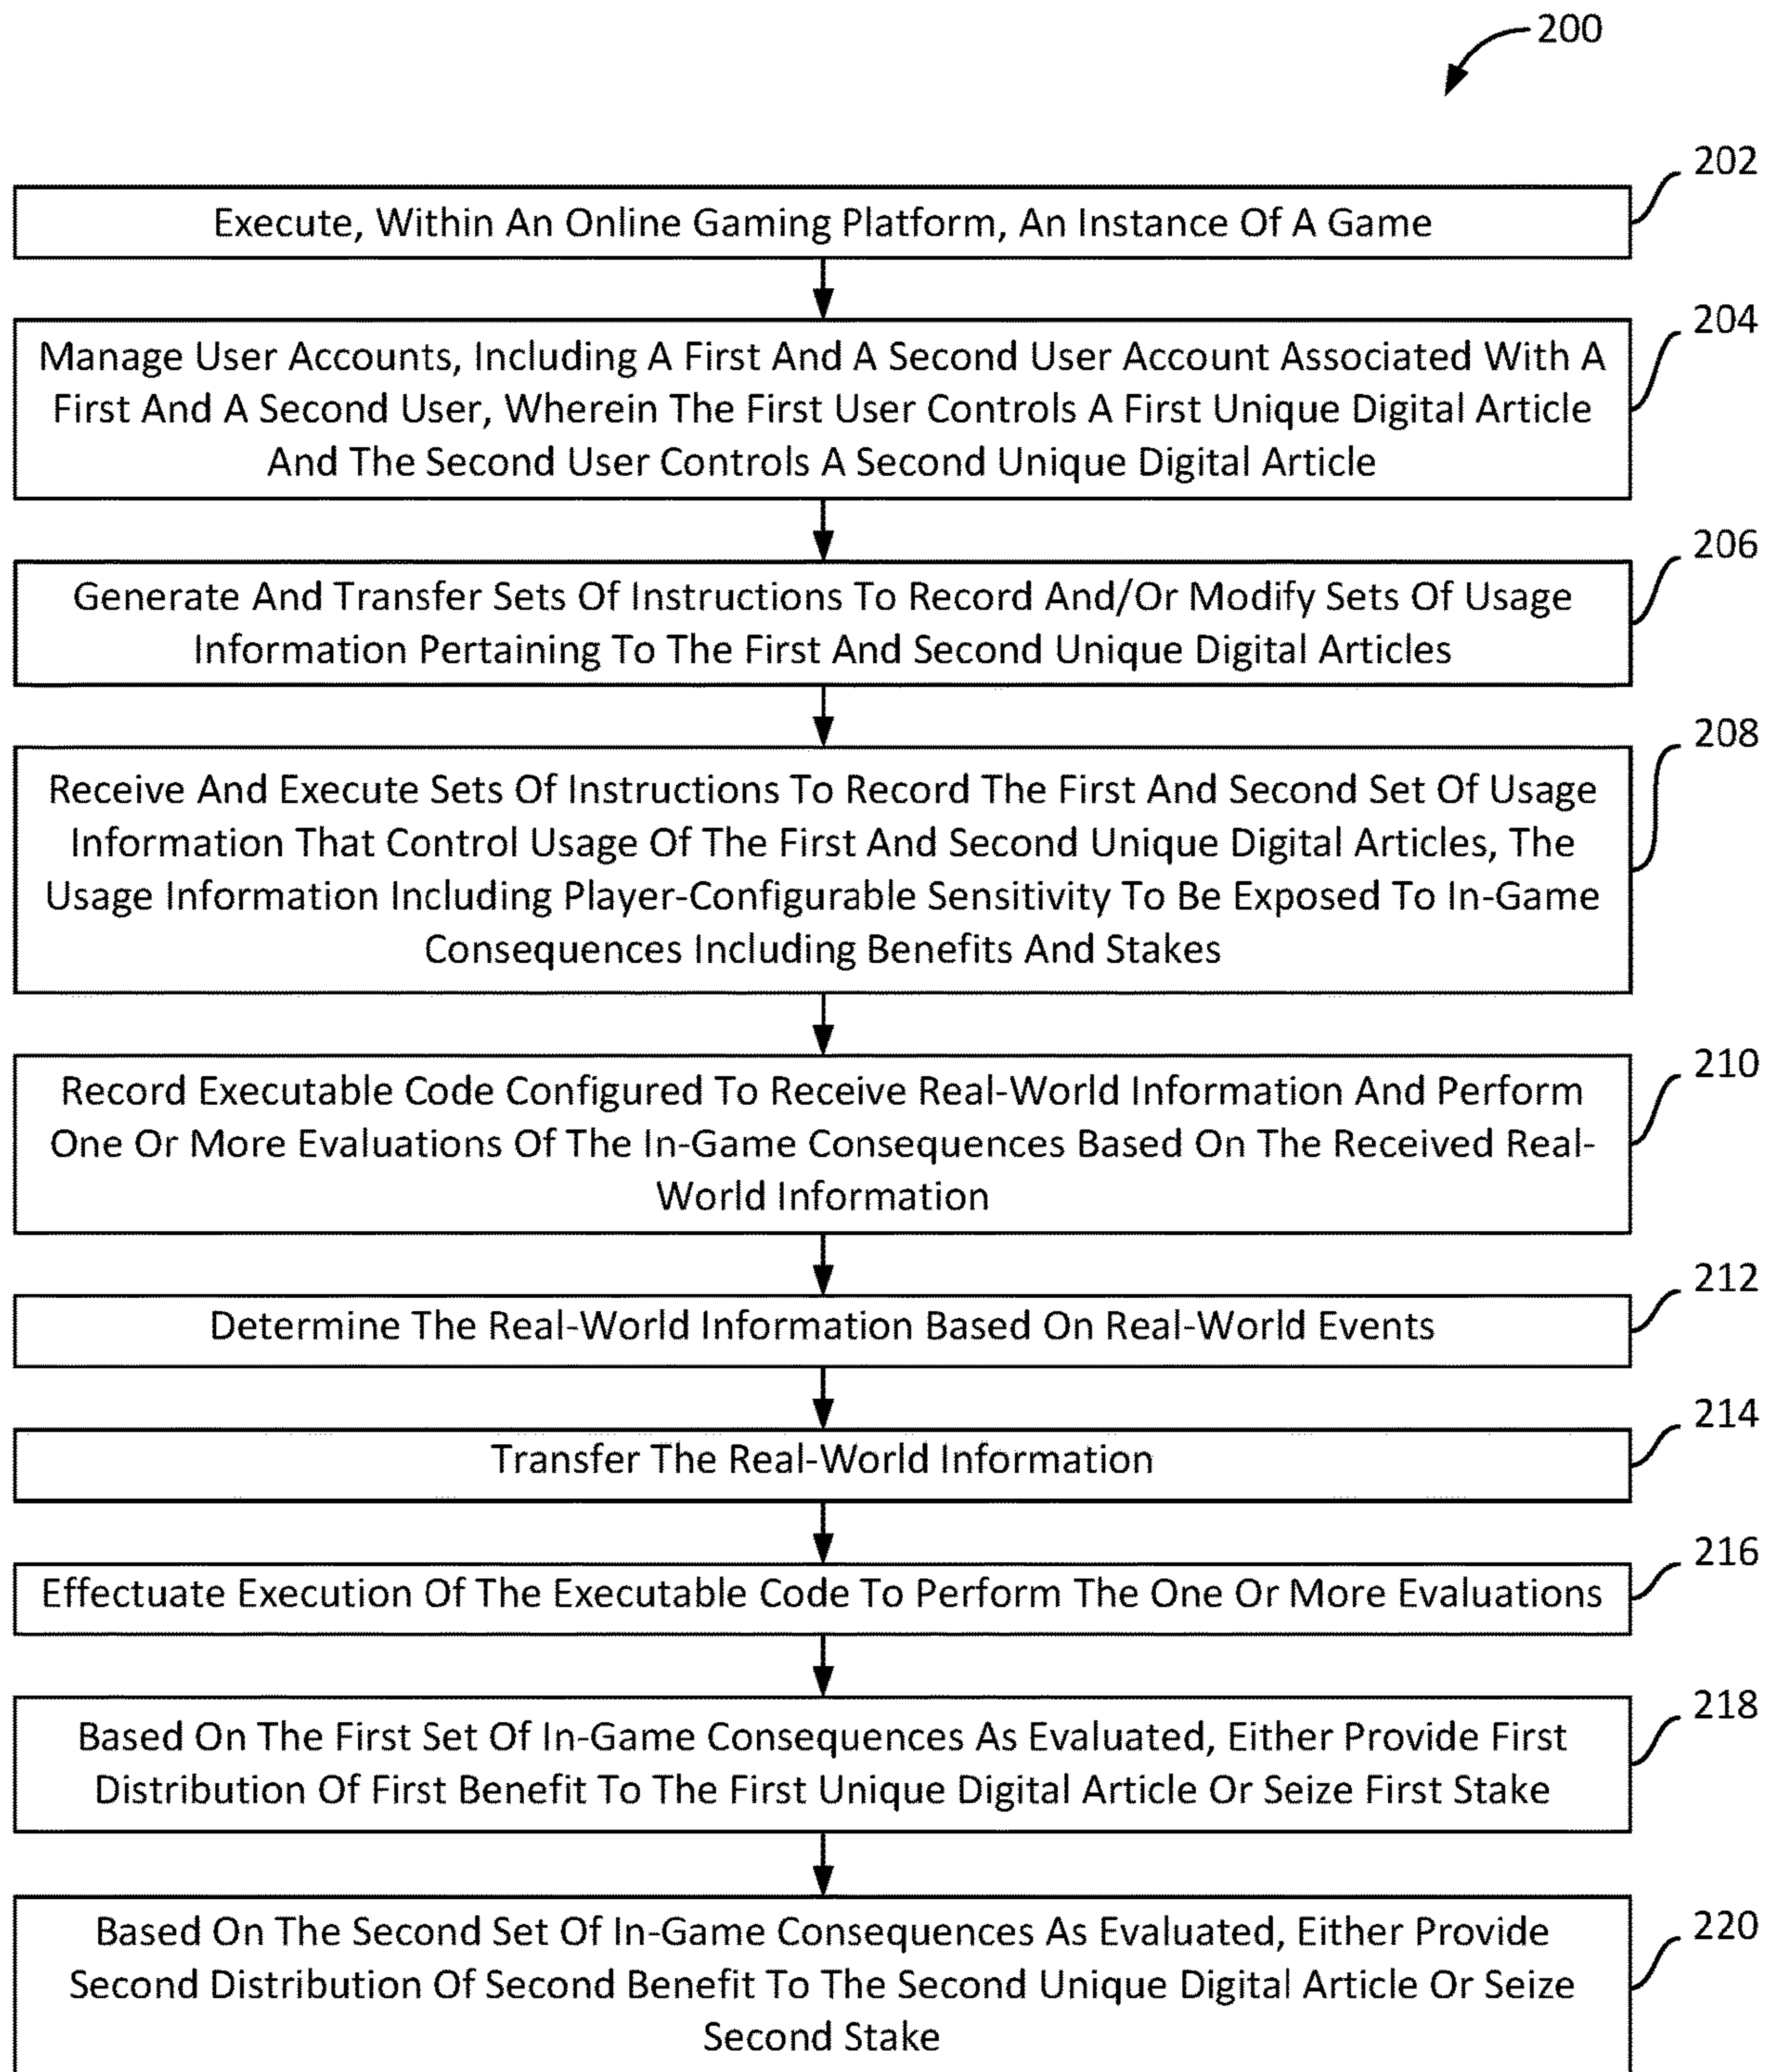 200
202
Execute, Within An Online Gaming Platform, An Instance Of A Game
204
Manage User Accounts, Including A First And A Second User Account Associated With A
First And A Second User, Wherein The First User Controls A First Unique Digital Article
And The Second User Controls A Second Unique Digital Article
206
Generate And Transfer Sets Of Instructions To Record And/Or Modify Sets Of Usage
Information Pertaining To The First And Second Unique Digital Articles
208
Receive And Execute Sets Of Instructions To Record The First And Second Set Of Usage
Information That Control Usage Of The First And Second Unique Digital Articles, The
Usage Information Including Player-Configurable Sensitivity To Be Exposed To In-Game
Consequences Including Benefits And Stakes
210
Record Executable Code Configured To Receive Real-World Information And Perform
One Or More Evaluations Of The In-Game Consequences Based On The Received Real-
World Information
212
Determine The Real-World Information Based On Real-World Events
214
Transfer The Real-World Information
216
Effectuate Execution Of The Executable Code To Perform The One Or More Evaluations
218
Based On The First Set Of In-Game Consequences As Evaluated, Either Provide First
Distribution Of First Benefit To The First Unique Digital Article Or Seize First Stake
220
Based On The Second Set Of In-Game Consequences As Evaluated, Either Provide
Second Distribution Of Second Benefit To The Second Unique Digital Article Or Seize
Second Stake